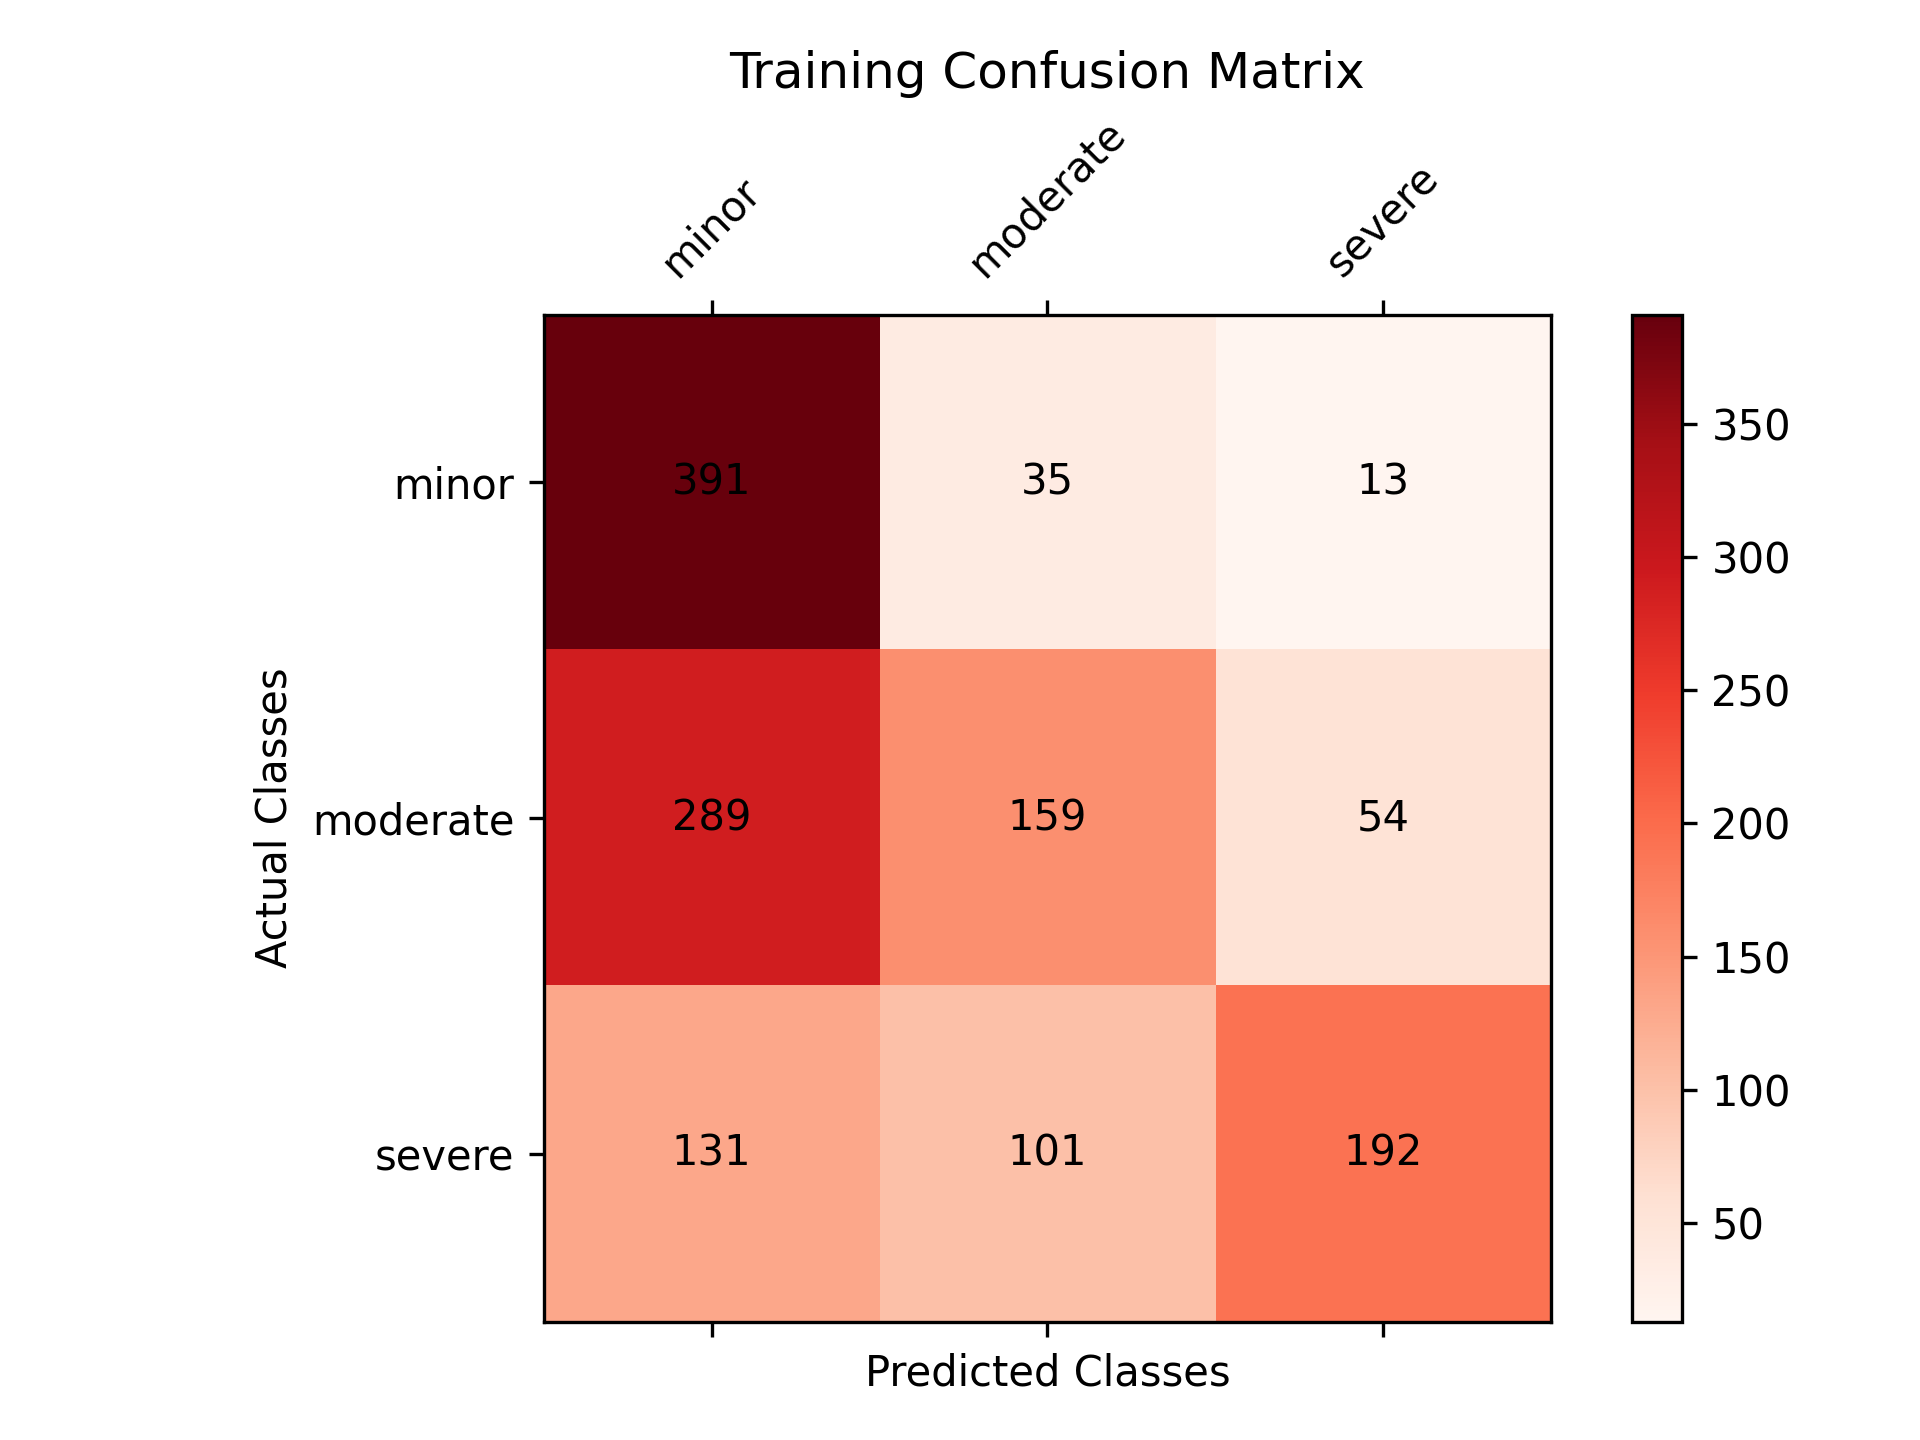 Training Confusion Matrix
minor moderate severe
minor 391 35 13
moderate 289 159 54
severe 131 101 192
Actual Classes
Predicted Classes
350
300
250
200
150
100
50